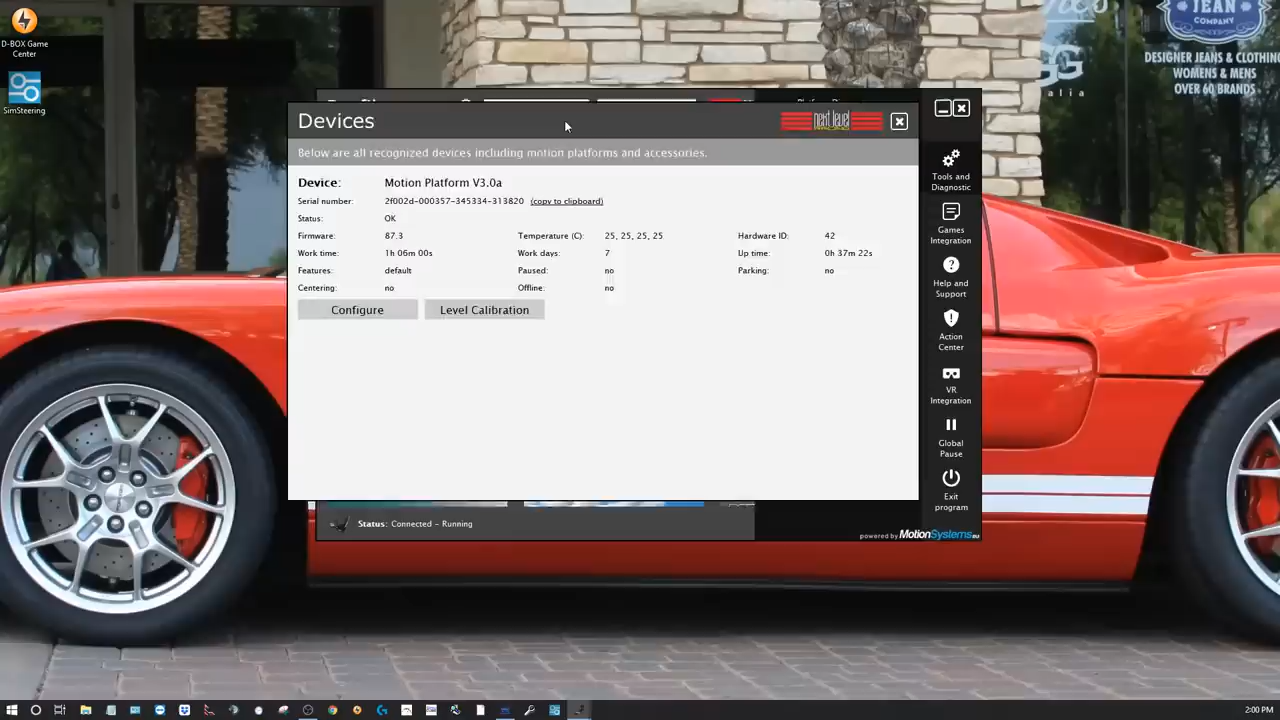 D-BOX Game
Center
SimSteering
JEAN
COMPANY
DESIGNER JEANS & CLOTHING
WOMENS & MENS
OVER 60 BRANDS
Devices
next level
Below are all recognized devices including motion platforms and accessories.
Device: Motion Platform V3.0a
Serial number: 2f002d-000357-345334-313820 (copy to clipboard)
Status: OK
Firmware: 87.3 Temperature (C): 25, 25, 25, 25 Hardware ID: 42
Work time: 1h 06m 00s Work days: 7 Up time: 0h 37m 22s
Features: default Paused: no Parking: no
Centering: no Offline: no
Configure Level Calibration
Tools and
Diagnostic
Games
Integration
Help and
Support
Action
Center
VR
Integration
Global
Pause
Exit
program
Status: Connected - Running
powered by MotionSystems.eu
2:00 PM